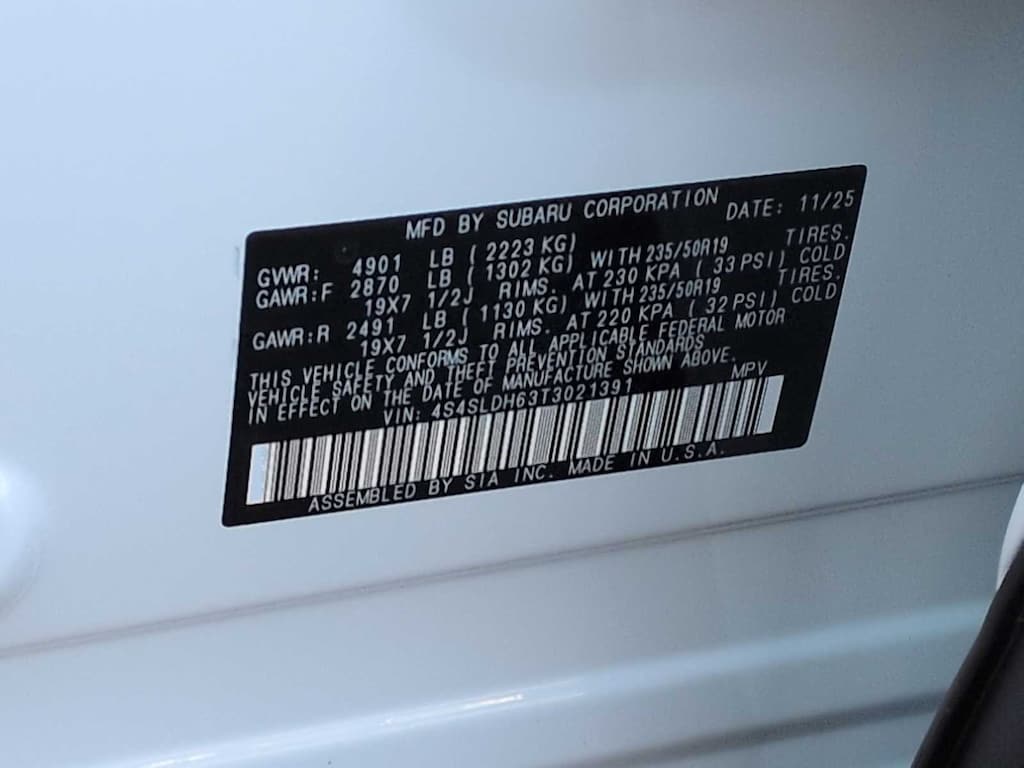 MFD BY SUBARU CORPORATION DATE: 11/25
GVWR: 4901 LB ( 2223 KG)
GAWR:F 2870 LB ( 1302 KG) WITH 235/50R19 TIRES.
19X7 1/2J RIMS. AT 230 KPA ( 33 PSI) COLD
GAWR:R 2491 LB ( 1130 KG) WITH 235/50R19 TIRES.
19X7 1/2J RIMS. AT 220 KPA ( 32 PSI) COLD
THIS VEHICLE CONFORMS TO ALL APPLICABLE FEDERAL MOTOR
VEHICLE SAFETY AND THEFT PREVENTION STANDARDS
IN EFFECT ON THE DATE OF MANUFACTURE SHOWN ABOVE.
VIN: 4S4SLDH63T3021391 MPV
ASSEMBLED BY SIA INC. MADE IN U.S.A.